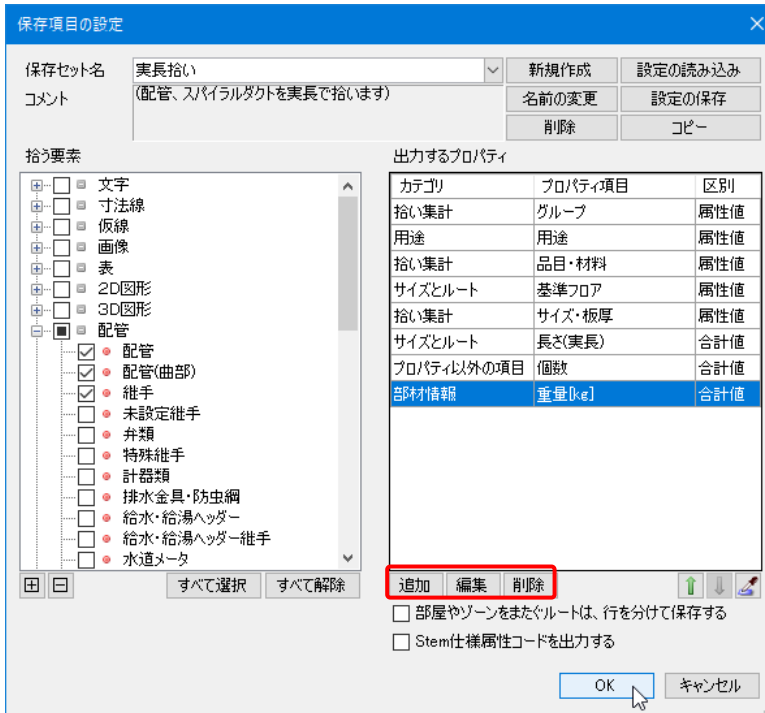 保存項目の設定
保存セット名 実長拾い 新規作成 設定の読み込み
コメント (配管、スパイラルダクトを実長で拾います) 名前の変更 設定の保存
削除 コピー
拾う要素
文字
寸法線
仮線
画像
表
2D図形
3D図形
配管
配管
配管(曲部)
継手
未設定継手
弁類
特殊継手
計器類
排水金具・防虫網
給水・給湯ヘッダー
給水・給湯ヘッダー継手
水道メータ
すべて選択 すべて解除
出力するプロパティ
カテゴリ プロパティ項目 区別
拾い集計 グループ 属性値
用途 用途 属性値
拾い集計 品目・材料 属性値
サイズとルート 基準フロア 属性値
拾い集計 サイズ・板厚 属性値
サイズとルート 長さ(実長) 合計値
プロパティ以外の項目 個数 合計値
部材情報 重量[kg] 合計値
追加 編集 削除
部屋やゾーンをまたぐルートは、行を分けて保存する
Stem仕様属性コードを出力する
OK キャンセル